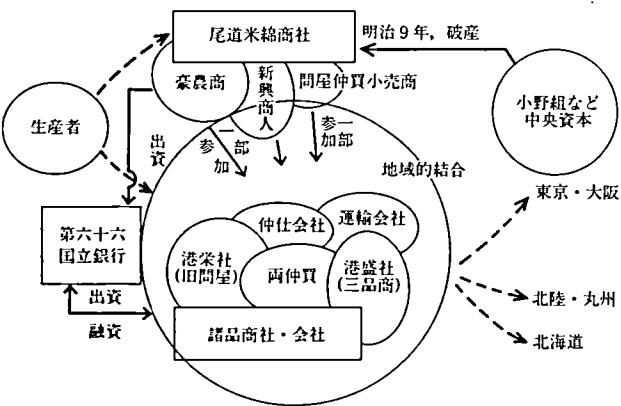 尾道米綿商社
明治9年，破産
豪農商
新興商人
問屋仲買小売商
小野組など
中央資本
生産者
出資
一部
参加
一部
参加
地域的結合
東京・大阪
第六十六
国立銀行
仲仕会社
運輸会社
港栄社
(旧問屋)
両仲買
港盛社
(三品商)
出資
融資
諸品商社・会社
北陸・丸州
北海道